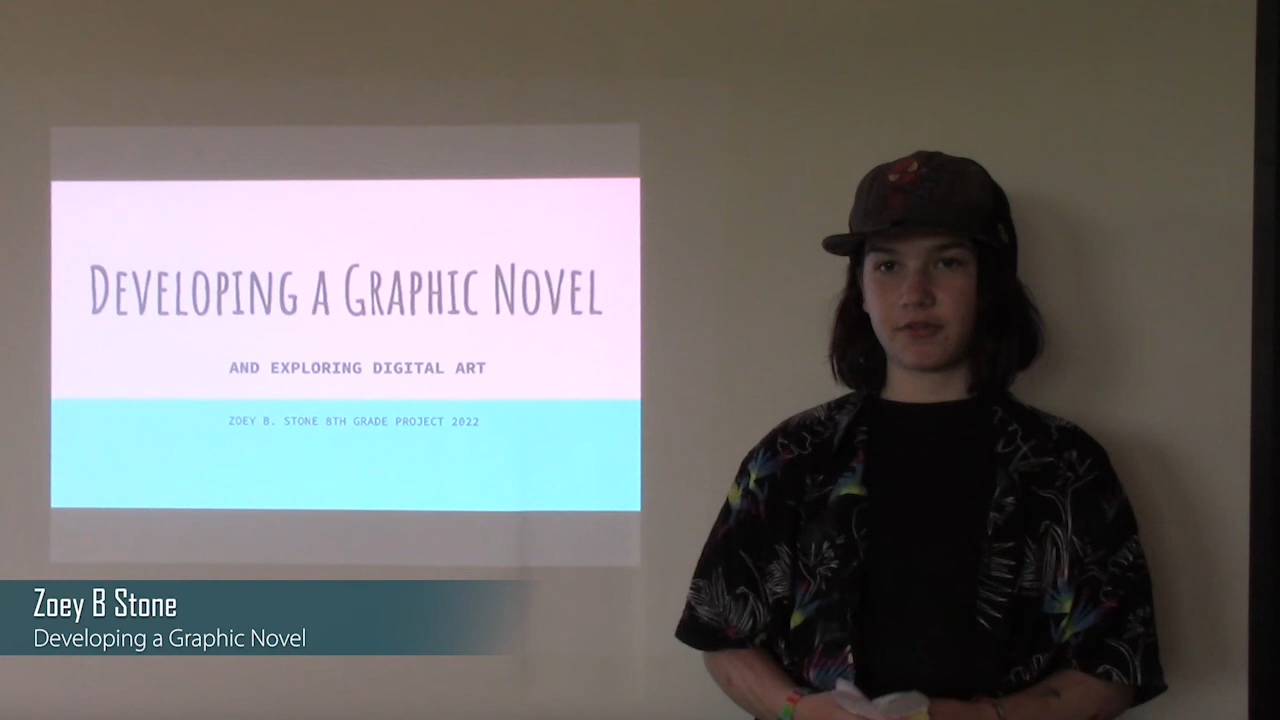 Developing a Graphic Novel
AND EXPLORING DIGITAL ART
ZOEY B. STONE 8TH GRADE PROJECT 2022
Zoey B Stone
Developing a Graphic Novel